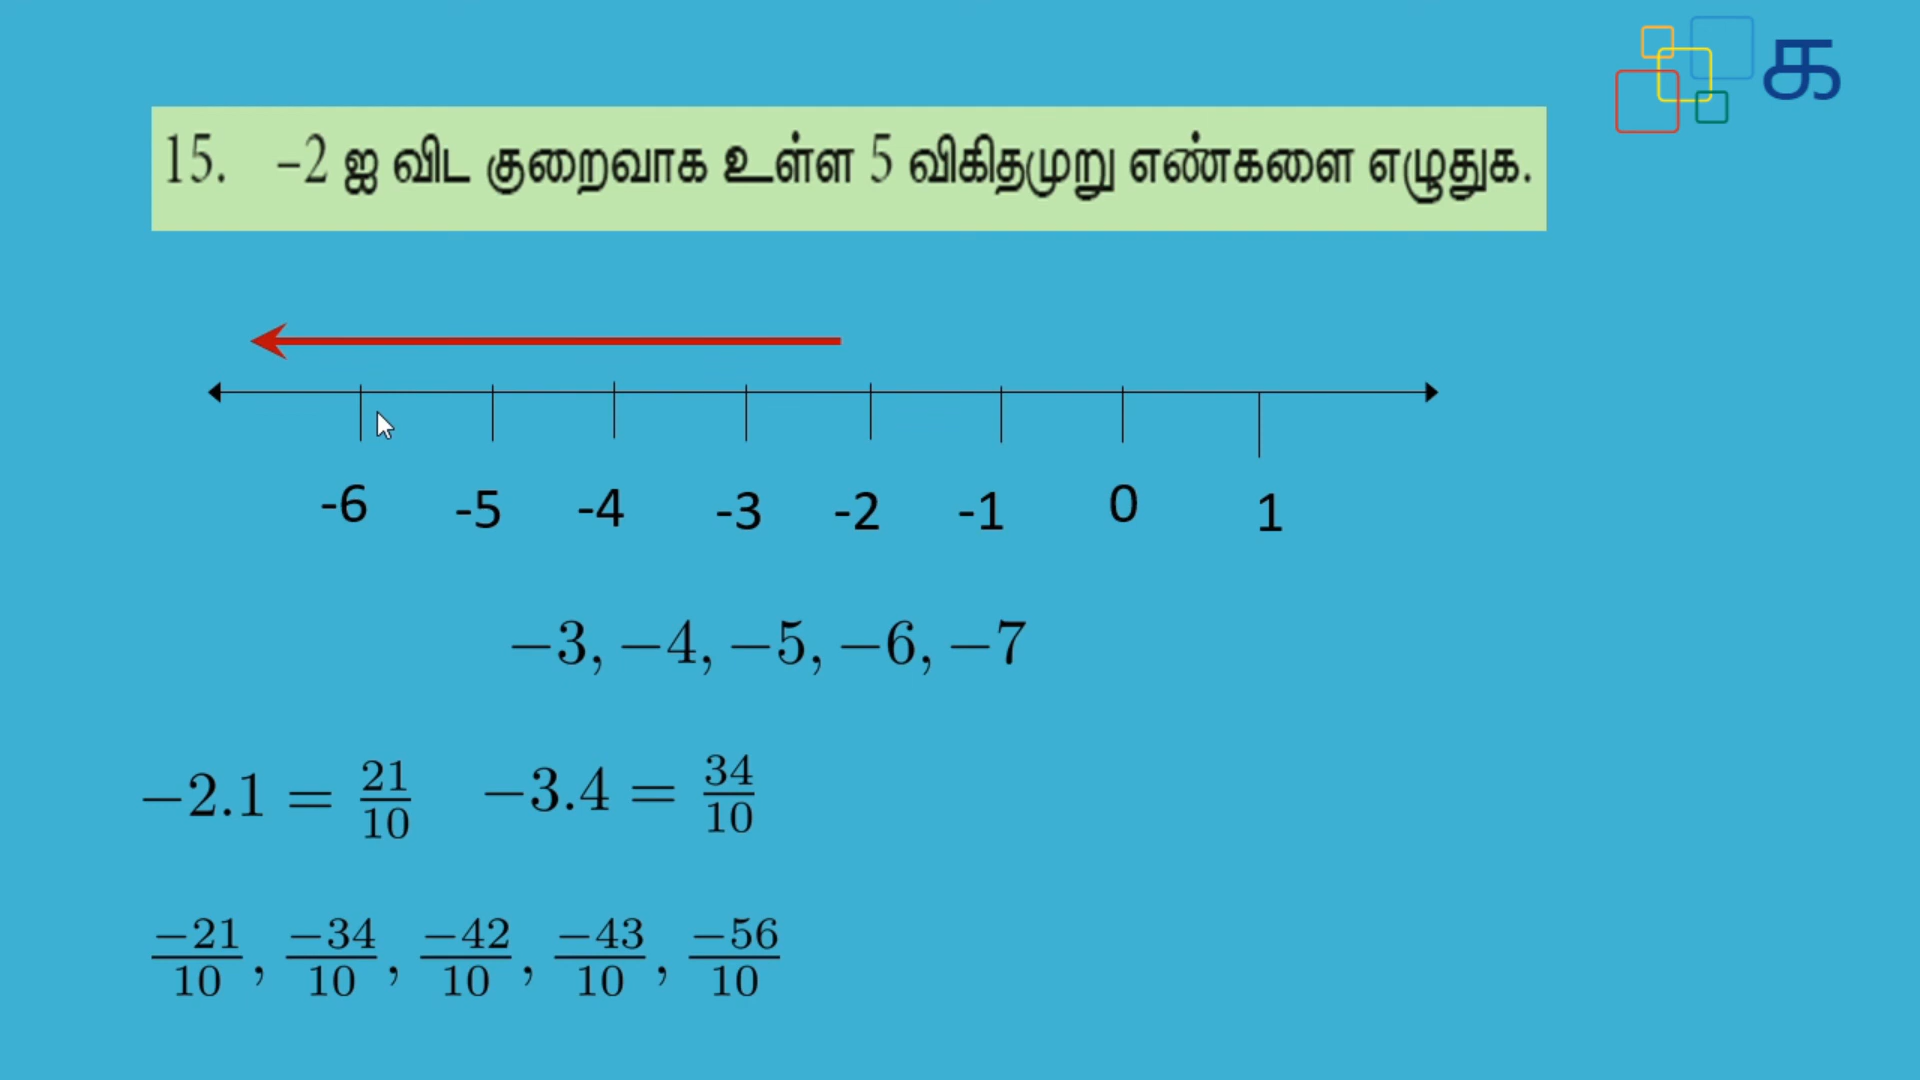 க
15. –2 ஐ விட குறைவாக உள்ள 5 விகிதமுறு எண்களை எழுதுக.
-6 -5 -4 -3 -2 -1 0 1
−3, −4, −5, −6, −7
−2.1 = 21/10 −3.4 = 34/10
−21/10, −34/10, −42/10, −43/10, −56/10